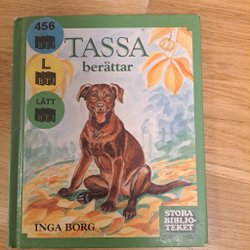 456
L
LÄTT
TASSA
berättar
INGA BORG
STORA
BIBLIO-
TEKET